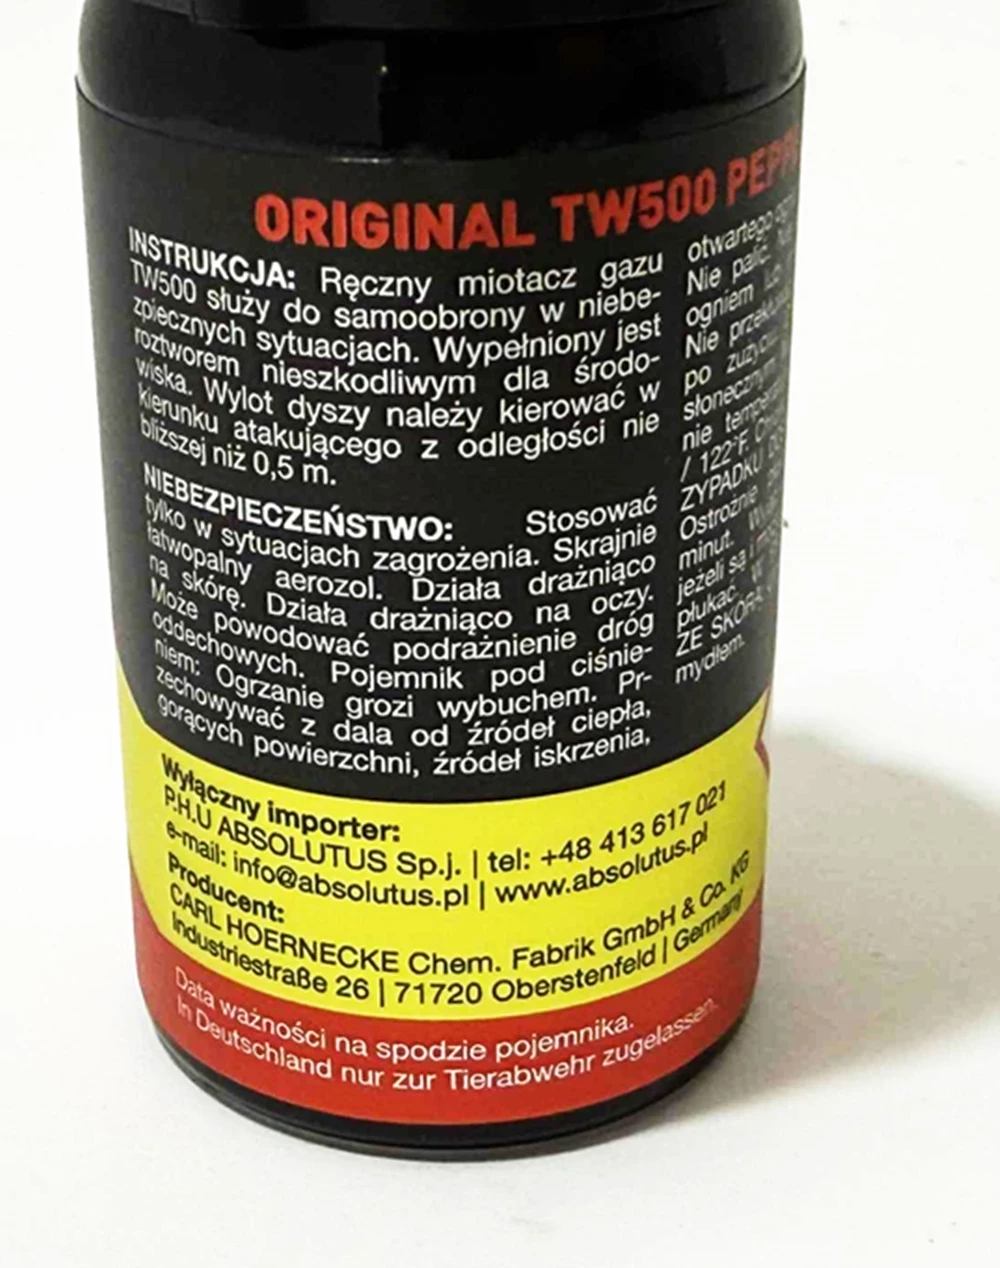 ORIGINAL TW500
INSTRUKCJA: Ręczny miotacz gazu
TW500 służy do samoobrony w niebe-
zpiecznych sytuacjach. Wypełniony jest
roztworem nieszkodliwym dla środo-
wiska. Wylot dyszy należy kierować w
kierunku atakującego z odległości nie
bliższej niż 0,5 m.
NIEBEZPIECZEŃSTWO: Stosować
tylko w sytuacjach zagrożenia. Skrajnie
łatwopalny aerozol. Działa drażniąco
na skórę. Działa drażniąco na oczy.
Może powodować podrażnienie dróg
oddechowych. Pojemnik pod ciśnie-
niem: Ogrzanie grozi wybuchem. Pr-
zechowywać z dala od źródeł ciepła,
gorących powierzchni, źródeł iskrzenia,
otwartego
Nie palić.
ogniem lub
Nie
po
nie
/ 122°F.
ZYPADKU
Ostrożnie
minut.
jeżeli są i
płukać.
ZE SKÓRĄ
mydłem.
Wyłączny importer:
P.H.U ABSOLUTUS Sp.j. | tel: +48 413 617 021
e-mail: info@absolutus.pl | www.absolutus.pl
Producent:
CARL HOERNECKE Chem. Fabrik GmbH & Co. KG
Industriestraße 26 | 71720 Oberstenfeld | Germany
Data ważności na spodzie pojemnika.
In Deutschland nur zur Tierabwehr zugelassen.